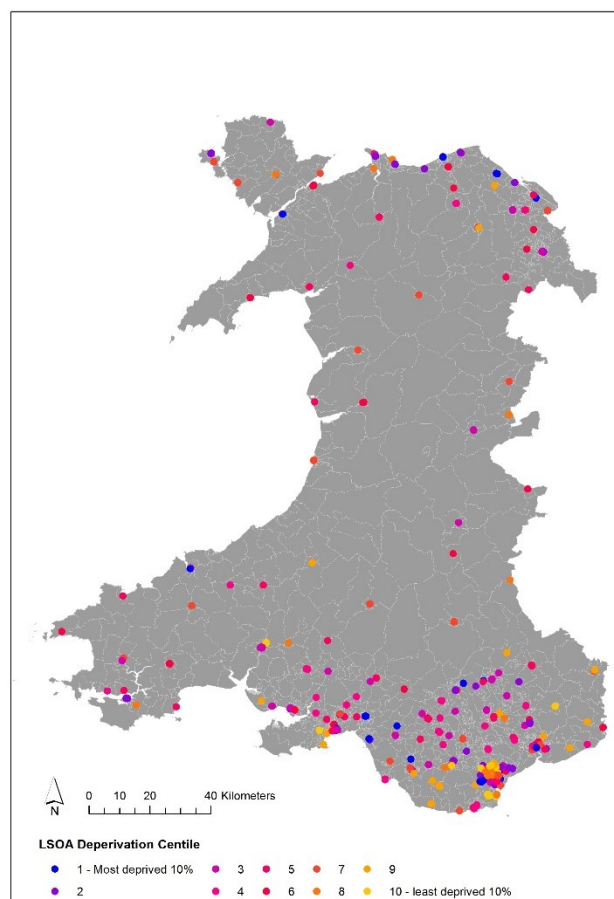 N
0 10 20 40 Kilometers
LSOA Deperivation Centile
1 - Most deprived 10% 3 5 7 9
2 4 6 8 10 - least deprived 10%